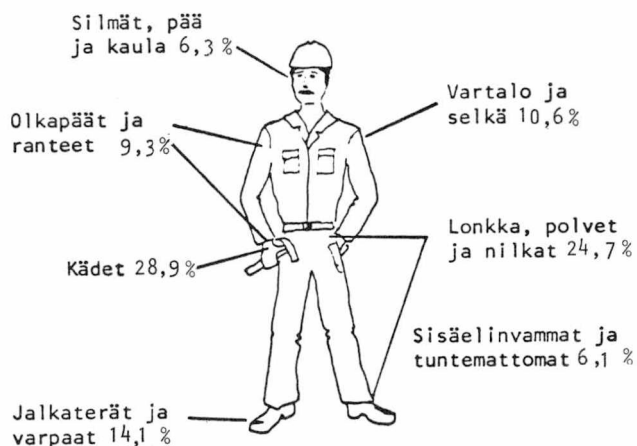 Silmät, pää
ja kaula 6,3 %
Vartalo ja
selkä 10,6%
Olkapäät ja
ranteet 9,3%
Lonkka, polvet
ja nilkat 24,7%
Kädet 28,9%
Sisäelinvammat ja
tuntemattomat 6,1 %
Jalkaterät ja
varpaat 14,1 %